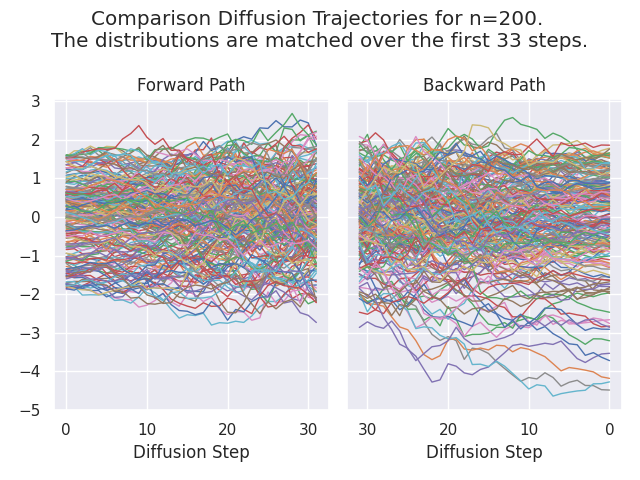 Comparison Diffusion Trajectories for n=200.
The distributions are matched over the first 33 steps.
Forward Path
Backward Path
3
2
1
0
−1
−2
−3
−4
−5
0 10 20 30
30 20 10 0
Diffusion Step
Diffusion Step